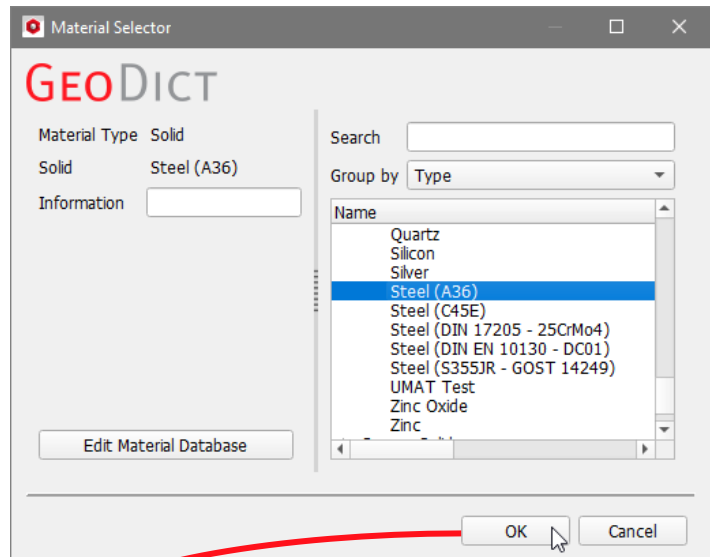 Material Selector
GEODICT
Material Type Solid
Solid Steel (A36)
Information
Edit Material Database
Search
Group by Type
Name
Quartz
Silicon
Silver
Steel (A36)
Steel (C45E)
Steel (DIN 17205 - 25CrMo4)
Steel (DIN EN 10130 - DC01)
Steel (S355JR - GOST 14249)
UMAT Test
Zinc Oxide
Zinc
OK Cancel